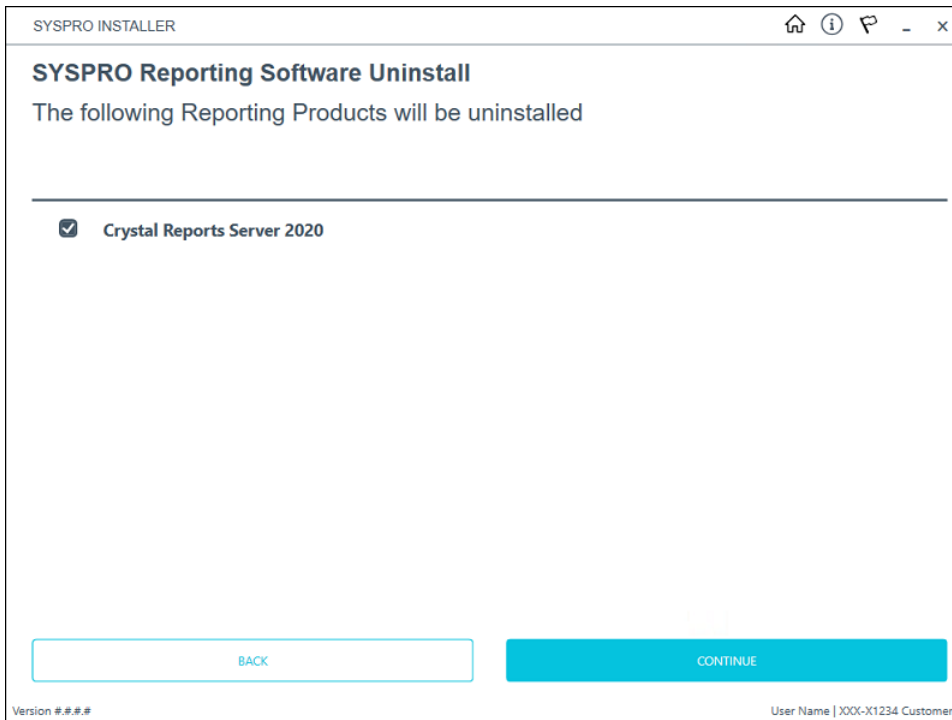 SYSPRO INSTALLER
SYSPRO Reporting Software Uninstall
The following Reporting Products will be uninstalled
Crystal Reports Server 2020
BACK
CONTINUE
Version #.#.#.#
User Name | XXX-X1234 Customer